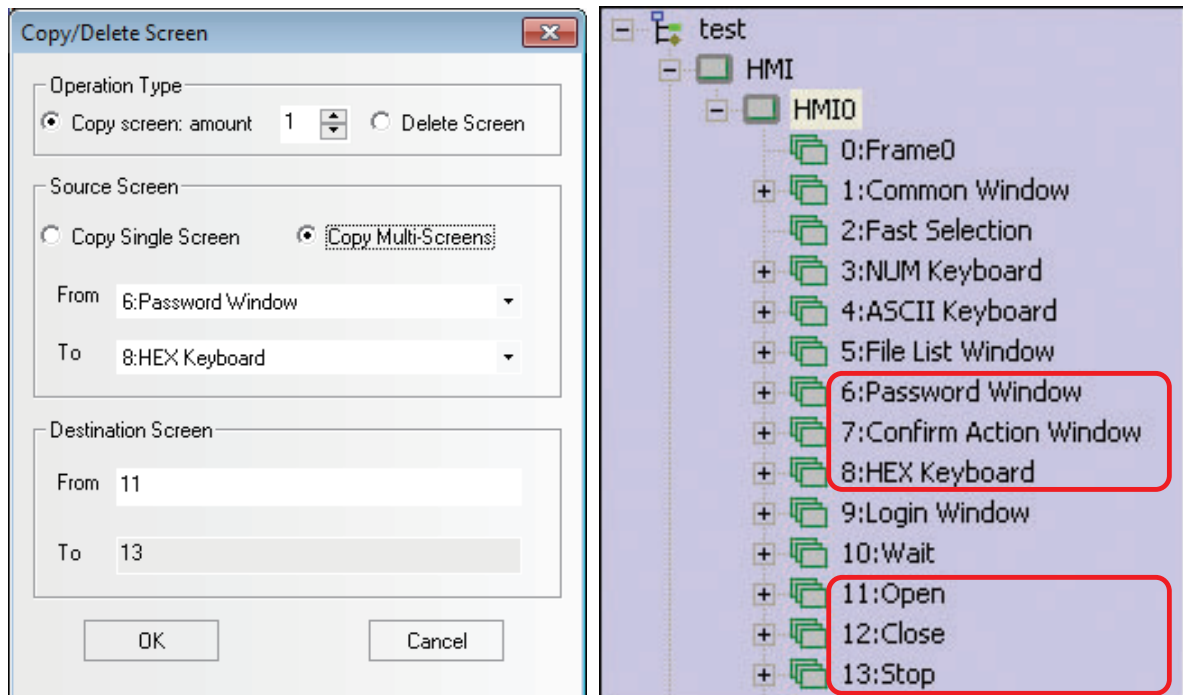 Copy/Delete Screen
Operation Type
Copy screen: amount 1 Delete Screen
Source Screen
Copy Single Screen Copy Multi-Screens
From 6:Password Window
To 8:HEX Keyboard
Destination Screen
From 11
To 13
OK Cancel
test
HMI
HMI0
0:Frame0
1:Common Window
2:Fast Selection
3:NUM Keyboard
4:ASCII Keyboard
5:File List Window
6:Password Window
7:Confirm Action Window
8:HEX Keyboard
9:Login Window
10:Wait
11:Open
12:Close
13:Stop